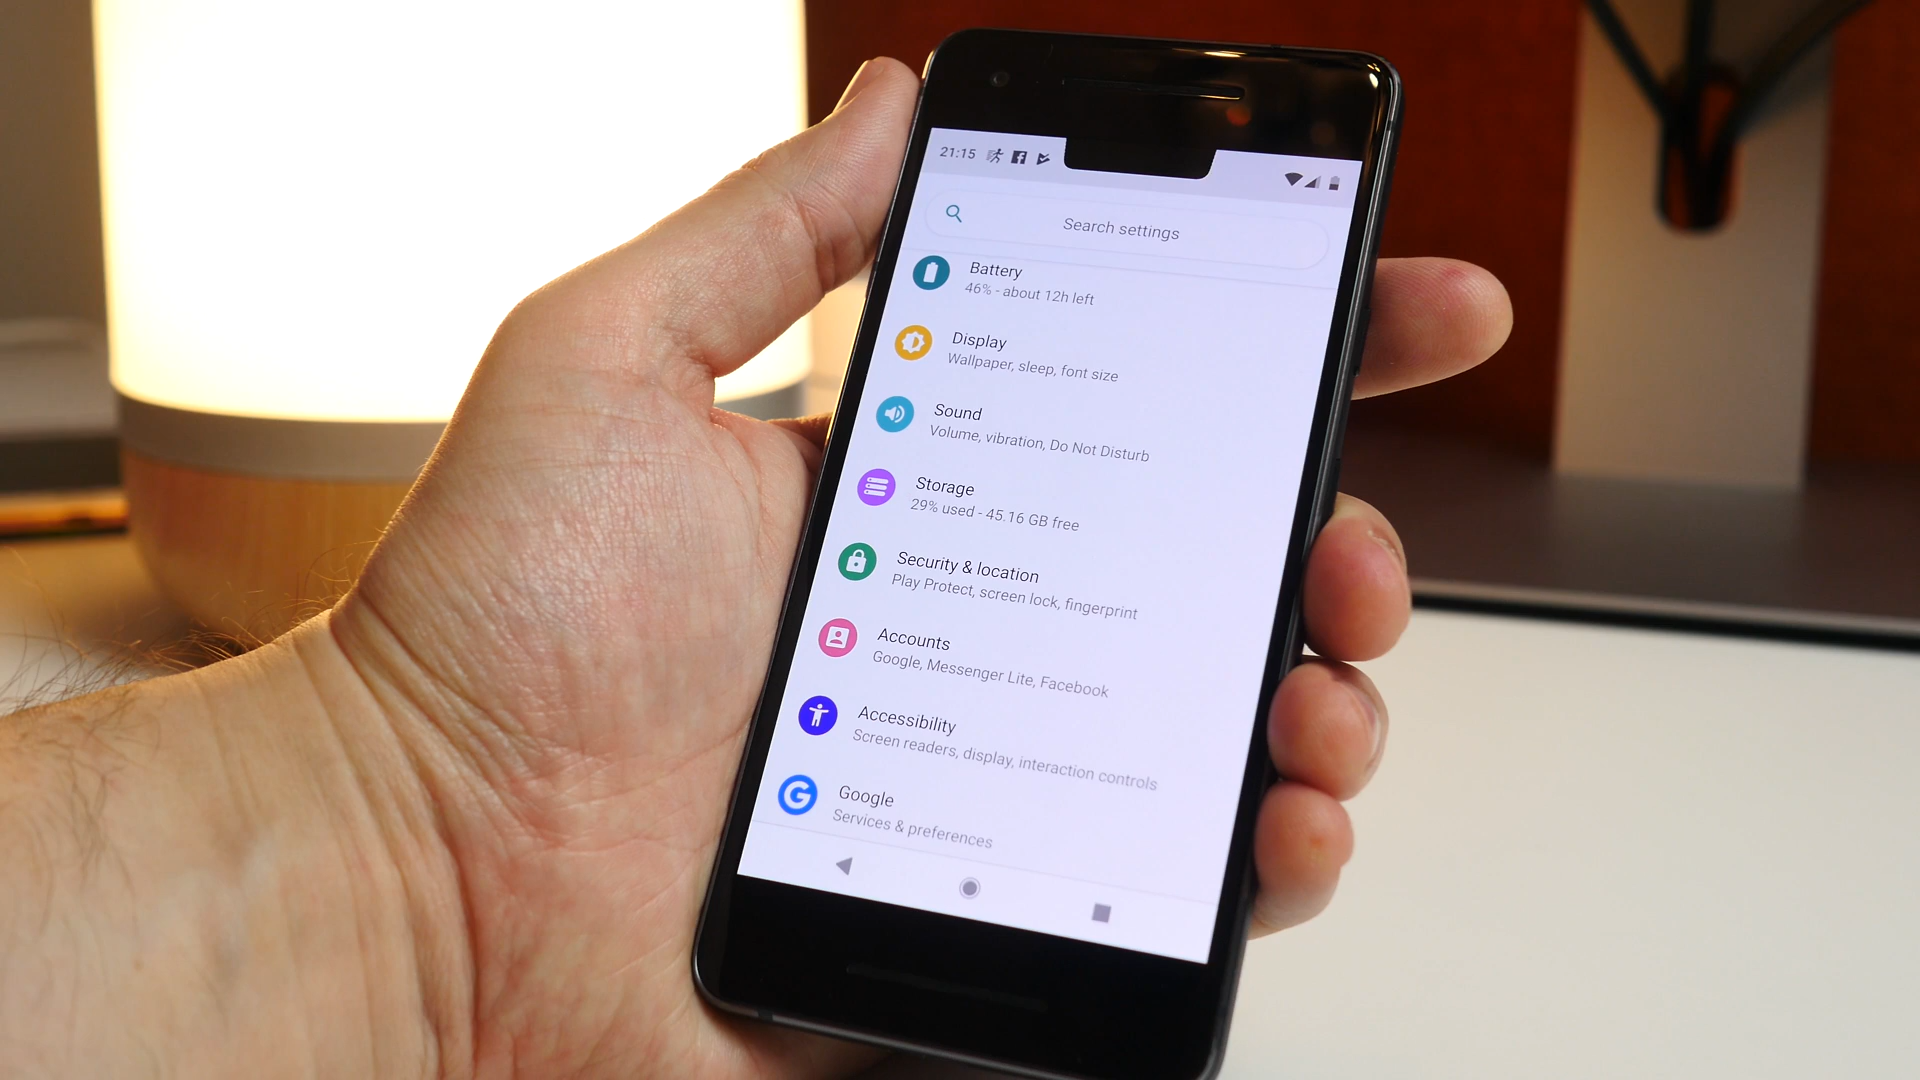 21:15
Search settings
Battery
46% - about 12h left
Display
Wallpaper, sleep, font size
Sound
Volume, vibration, Do Not Disturb
Storage
29% used - 45.16 GB free
Security & location
Play Protect, screen lock, fingerprint
Accounts
Google, Messenger Lite, Facebook
Accessibility
Screen readers, display, interaction controls
Google
Services & preferences